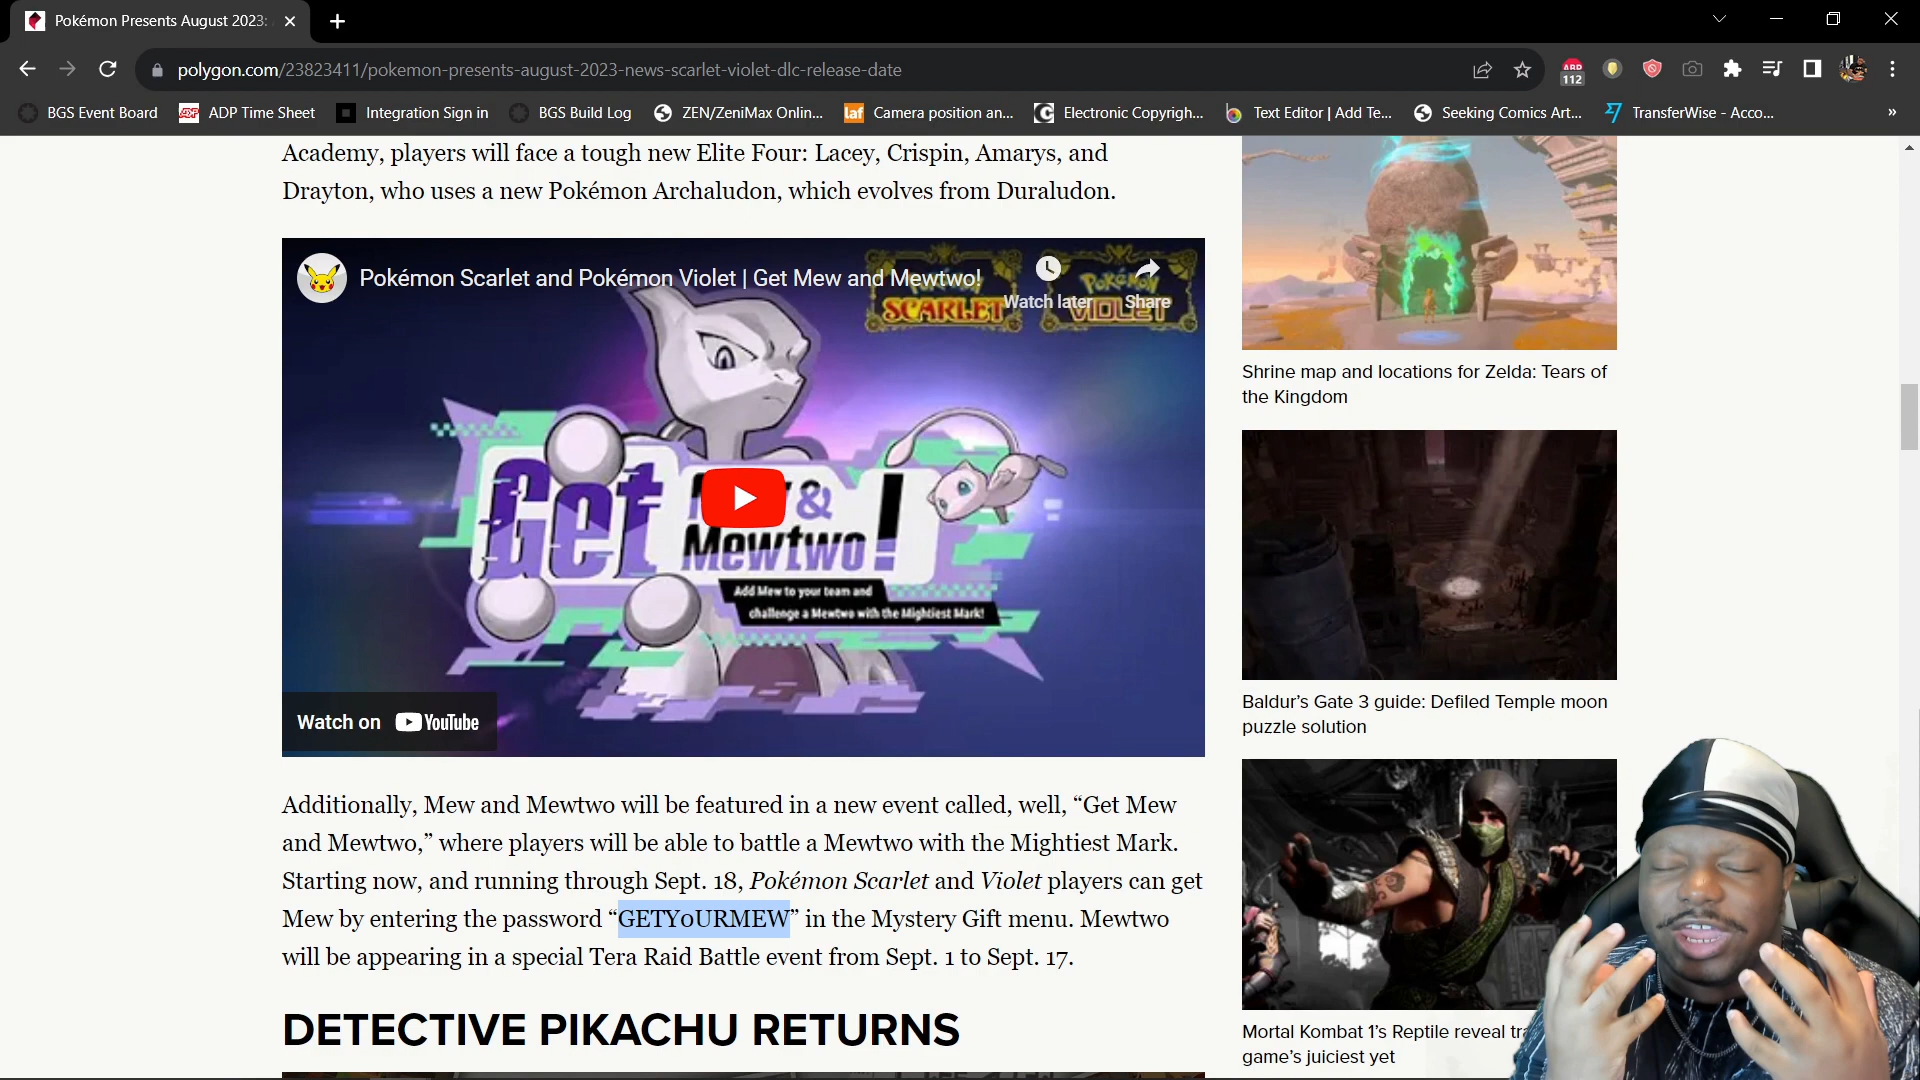 Pokémon Presents August 2023:
polygon.com/23823411/pokemon-presents-august-2023-news-scarlet-violet-dlc-release-date
ABP
112
BGS Event Board
ADP Time Sheet
Integration Sign in
BGS Build Log
ZEN/ZeniMax Onlin...
laf
Camera position an...
Electronic Copyrigh...
Text Editor | Add Te...
Seeking Comics Art...
TransferWise - Acco...
»
Academy, players will face a tough new Elite Four: Lacey, Crispin, Amarys, and
Drayton, who uses a new Pokémon Archaludon, which evolves from Duraludon.
Pokémon Scarlet and Pokémon Violet | Get Mew and Mewtwo!
Watch later
Share
POKéMON
SCARLET
POKéMON
VIOLET
Get
&
Mewtwo!
Add Mew to your team and
challenge a Mewtwo with the Mightiest Mark!
Watch on YouTube
Additionally, Mew and Mewtwo will be featured in a new event called, well, “Get Mew
and Mewtwo,” where players will be able to battle a Mewtwo with the Mightiest Mark.
Starting now, and running through Sept. 18, Pokémon Scarlet and Violet players can get
Mew by entering the password “GETY0URMEW” in the Mystery Gift menu. Mewtwo
will be appearing in a special Tera Raid Battle event from Sept. 1 to Sept. 17.
DETECTIVE PIKACHU RETURNS
Shrine map and locations for Zelda: Tears of
the Kingdom
Baldur’s Gate 3 guide: Defiled Temple moon
puzzle solution
Mortal Kombat 1’s Reptile reveal
game’s juiciest yet